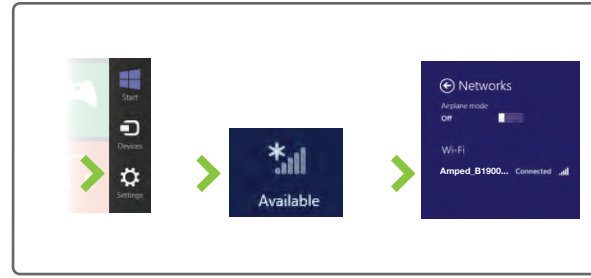 Start
Devices
Settings
Available
Networks
Airplane mode
Off
Wi-Fi
Amped_B1900... Connected